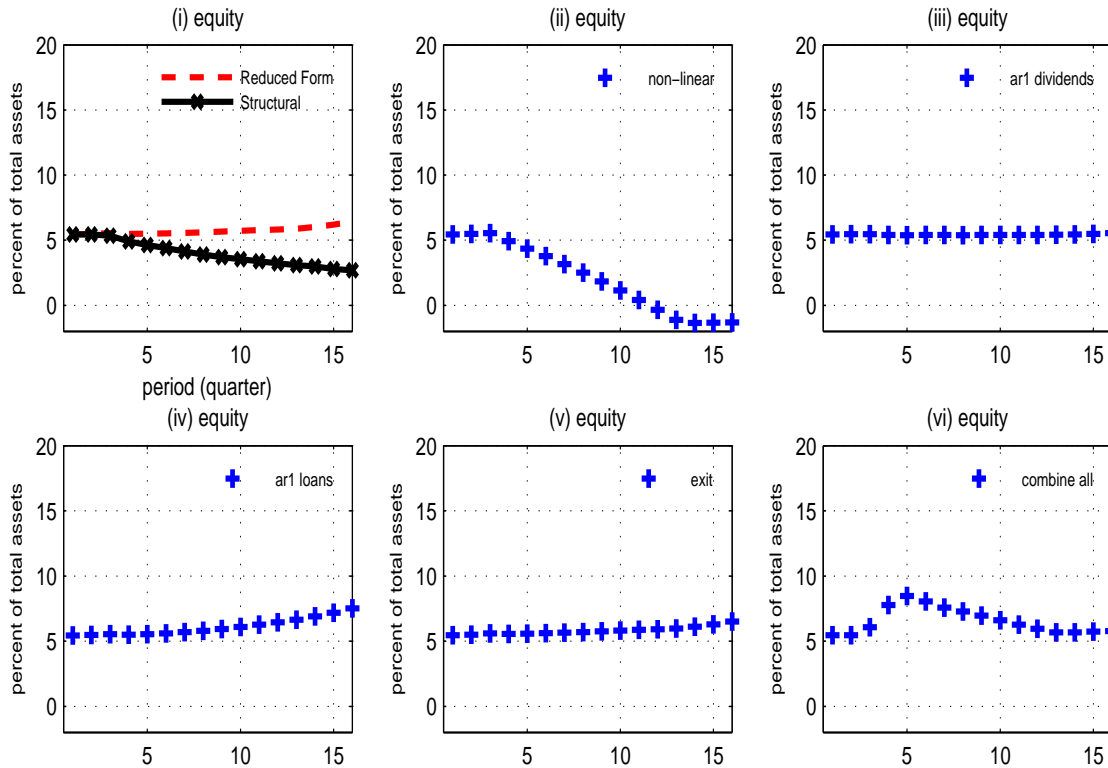 (i) equity
(ii) equity
(iii) equity
percent of total assets
20
15
10
5
0
Reduced Form
Structural
5
10
15
period (quarter)
percent of total assets
20
15
10
5
0
non-linear
5
10
15
percent of total assets
20
15
10
5
0
ar1 dividends
5
10
15
(iv) equity
(v) equity
(vi) equity
percent of total assets
20
15
10
5
0
ar1 loans
5
10
15
percent of total assets
20
15
10
5
0
exit
5
10
15
percent of total assets
20
15
10
5
0
combine all
5
10
15